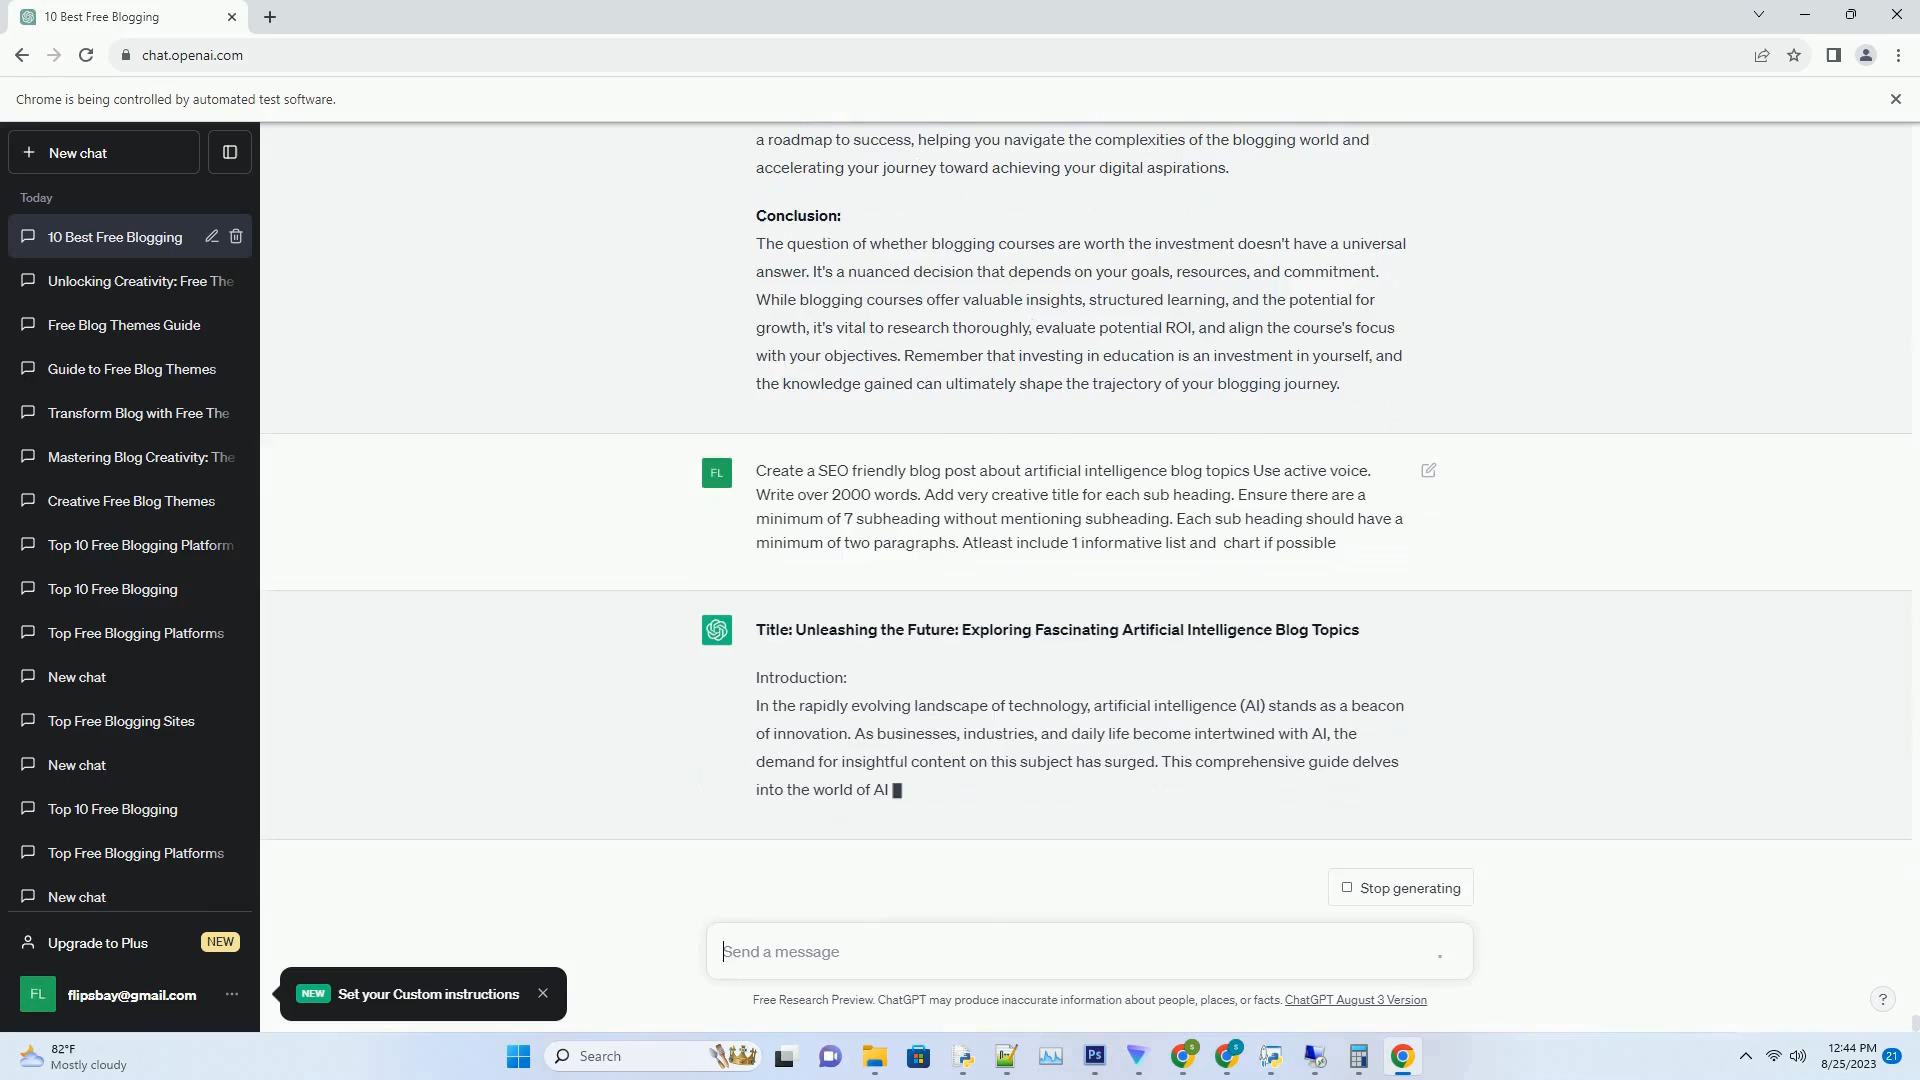 10 Best Free Blogging
chat.openai.com
Chrome is being controlled by automated test software.
New chat
Today
10 Best Free Blogging
Unlocking Creativity: Free The
Free Blog Themes Guide
Guide to Free Blog Themes
Transform Blog with Free The
Mastering Blog Creativity: The
Creative Free Blog Themes
Top 10 Free Blogging Platform
Top 10 Free Blogging
Top Free Blogging Platforms
New chat
Top Free Blogging Sites
New chat
Top 10 Free Blogging
Top Free Blogging Platforms
New chat
Upgrade to Plus
NEW
FL
flipsbay@gmail.com
a roadmap to success, helping you navigate the complexities of the blogging world and
accelerating your journey toward achieving your digital aspirations.
Conclusion:
The question of whether blogging courses are worth the investment doesn't have a universal
answer. It's a nuanced decision that depends on your goals, resources, and commitment.
While blogging courses offer valuable insights, structured learning, and the potential for
growth, it's vital to research thoroughly, evaluate potential ROI, and align the course's focus
with your objectives. Remember that investing in education is an investment in yourself, and
the knowledge gained can ultimately shape the trajectory of your blogging journey.
FL
Create a SEO friendly blog post about artificial intelligence blog topics Use active voice.
Write over 2000 words. Add very creative title for each sub heading. Ensure there are a
minimum of 7 subheading without mentioning subheading. Each sub heading should have a
minimum of two paragraphs. Atleast include 1 informative list and  chart if possible
Title: Unleashing the Future: Exploring Fascinating Artificial Intelligence Blog Topics
Introduction:
In the rapidly evolving landscape of technology, artificial intelligence (AI) stands as a beacon
of innovation. As businesses, industries, and daily life become intertwined with AI, the
demand for insightful content on this subject has surged. This comprehensive guide delves
into the world of AI
Stop generating
Send a message
NEW Set your Custom instructions
Free Research Preview. ChatGPT may produce inaccurate information about people, places, or facts. ChatGPT August 3 Version
?
82°F
Mostly cloudy
Search
Ps
S
S
12:44 PM
8/25/2023
21